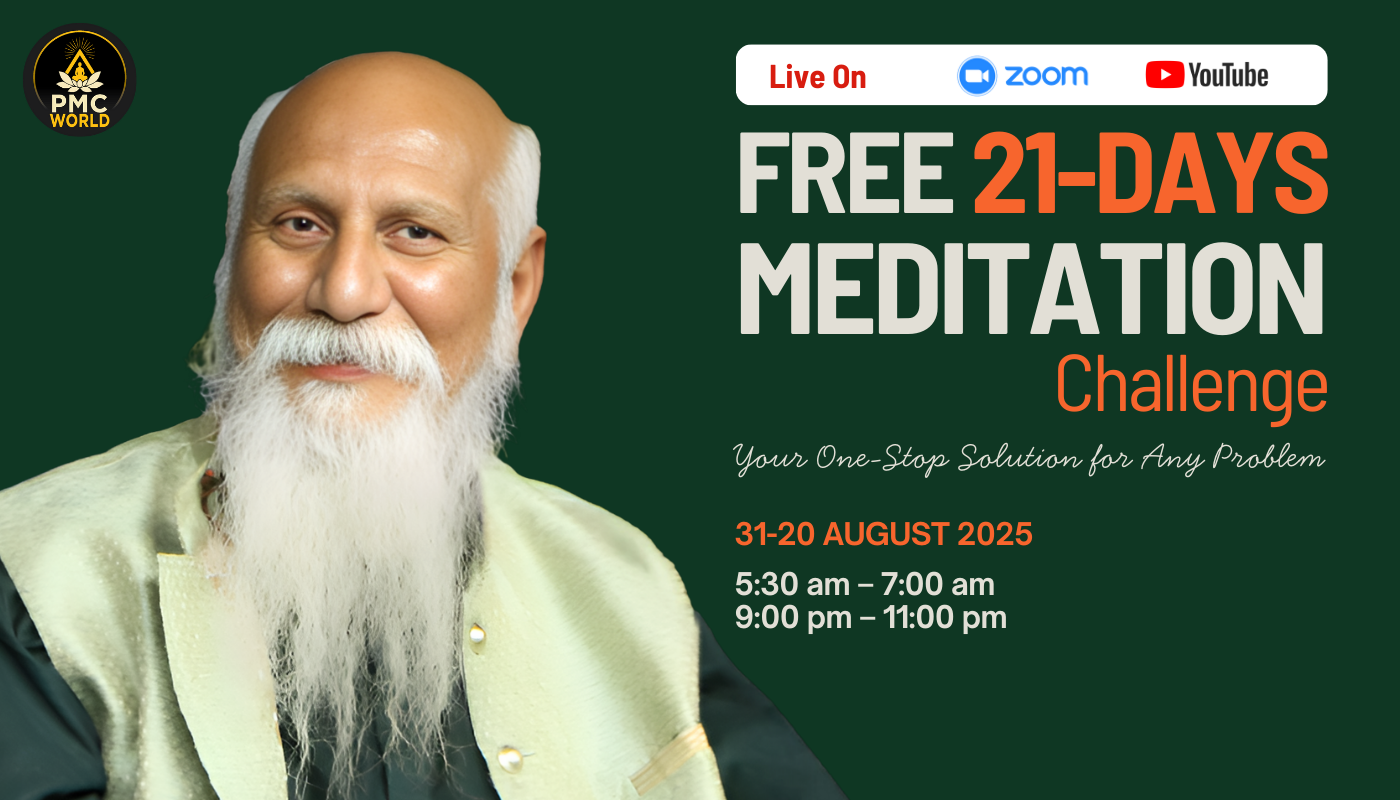 PMC
WORLD
Live On zoom YouTube
FREE 21-DAYS
MEDITATION
Challenge
Your One-Stop Solution for Any Problem
31-20 AUGUST 2025
5:30 am – 7:00 am
9:00 pm – 11:00 pm